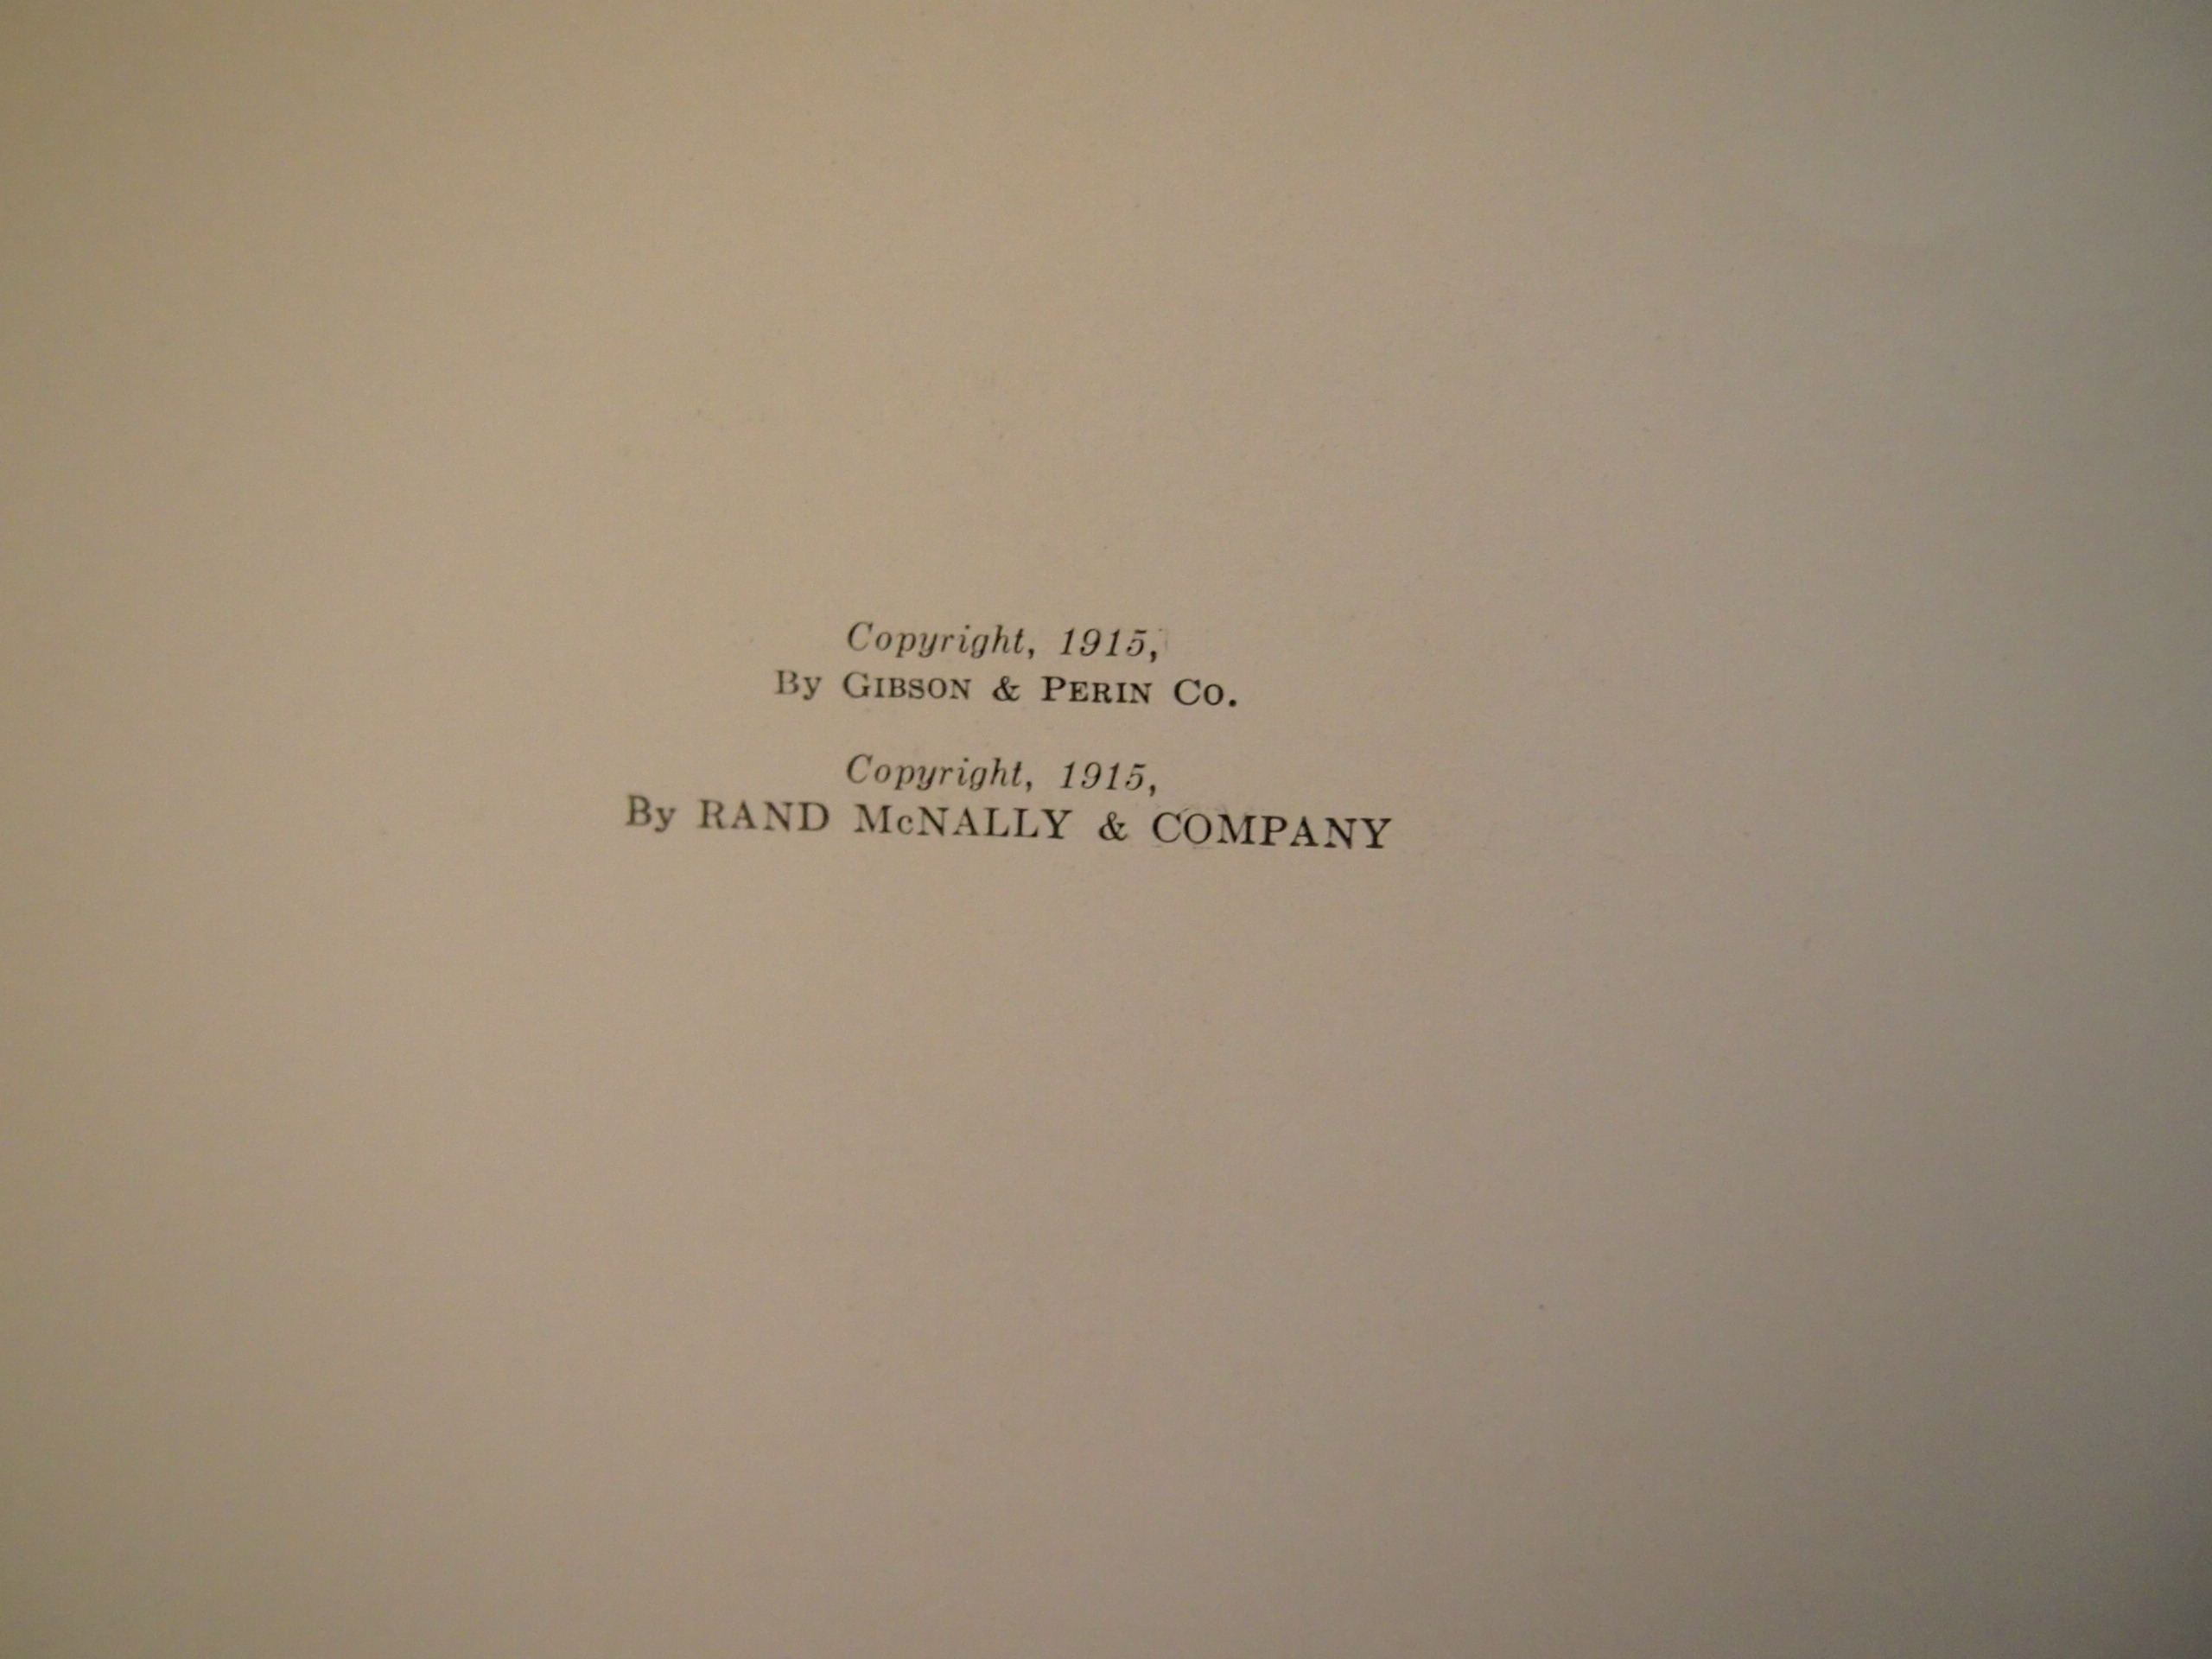 Copyright, 1915,
By GIBSON & PERIN CO.
Copyright, 1915,
By RAND McNALLY & COMPANY